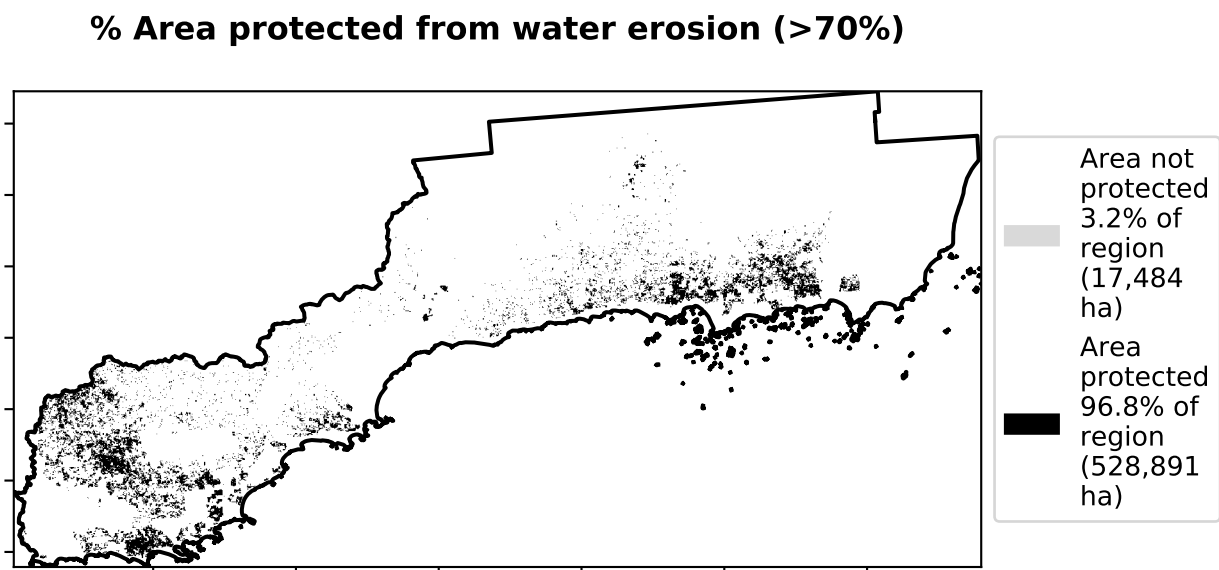 % Area protected from water erosion (>70%)
Area not
protected
3.2% of
region
(17,484
ha)
Area
protected
96.8% of
region
(528,891
ha)